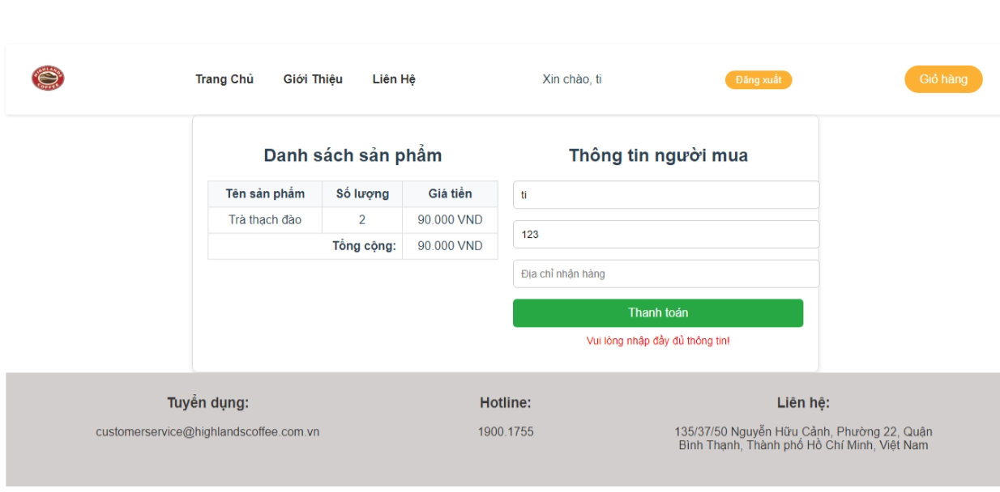 HIGHLANDS COFFEE
Trang Chủ Giới Thiệu Liên Hệ Xin chào, ti Đăng xuất Giỏ hàng
Danh sách sản phẩm
Tên sản phẩm Số lượng Giá tiền
Trà thạch đào 2 90.000 VND
Tổng cộng: 90.000 VND
Thông tin người mua
ti
123
Địa chỉ nhận hàng
Thanh toán
Vui lòng nhập đầy đủ thông tin!
Tuyển dụng:
customerservice@highlandscoffee.com.vn
Hotline:
1900.1755
Liên hệ:
135/37/50 Nguyễn Hữu Cảnh, Phường 22, Quận
Bình Thạnh, Thành phố Hồ Chí Minh, Việt Nam